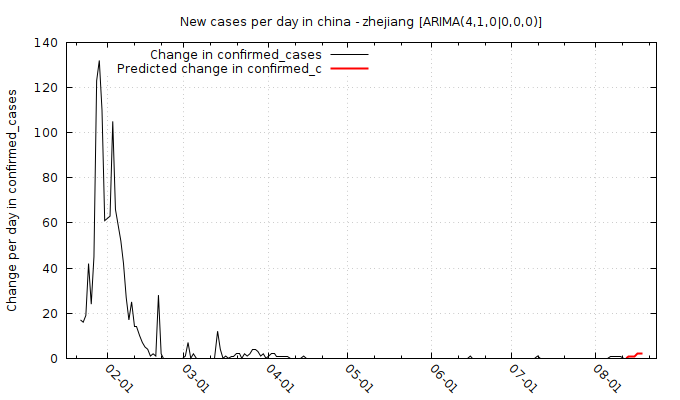 New cases per day in china - zhejiang [ARIMA(4,1,0|0,0,0)]
Change in confirmed_cases
Predicted change in confirmed_c
Change per day in confirmed_cases
140
120
100
80
60
40
20
0
02-01 03-01 04-01 05-01 06-01 07-01 08-01